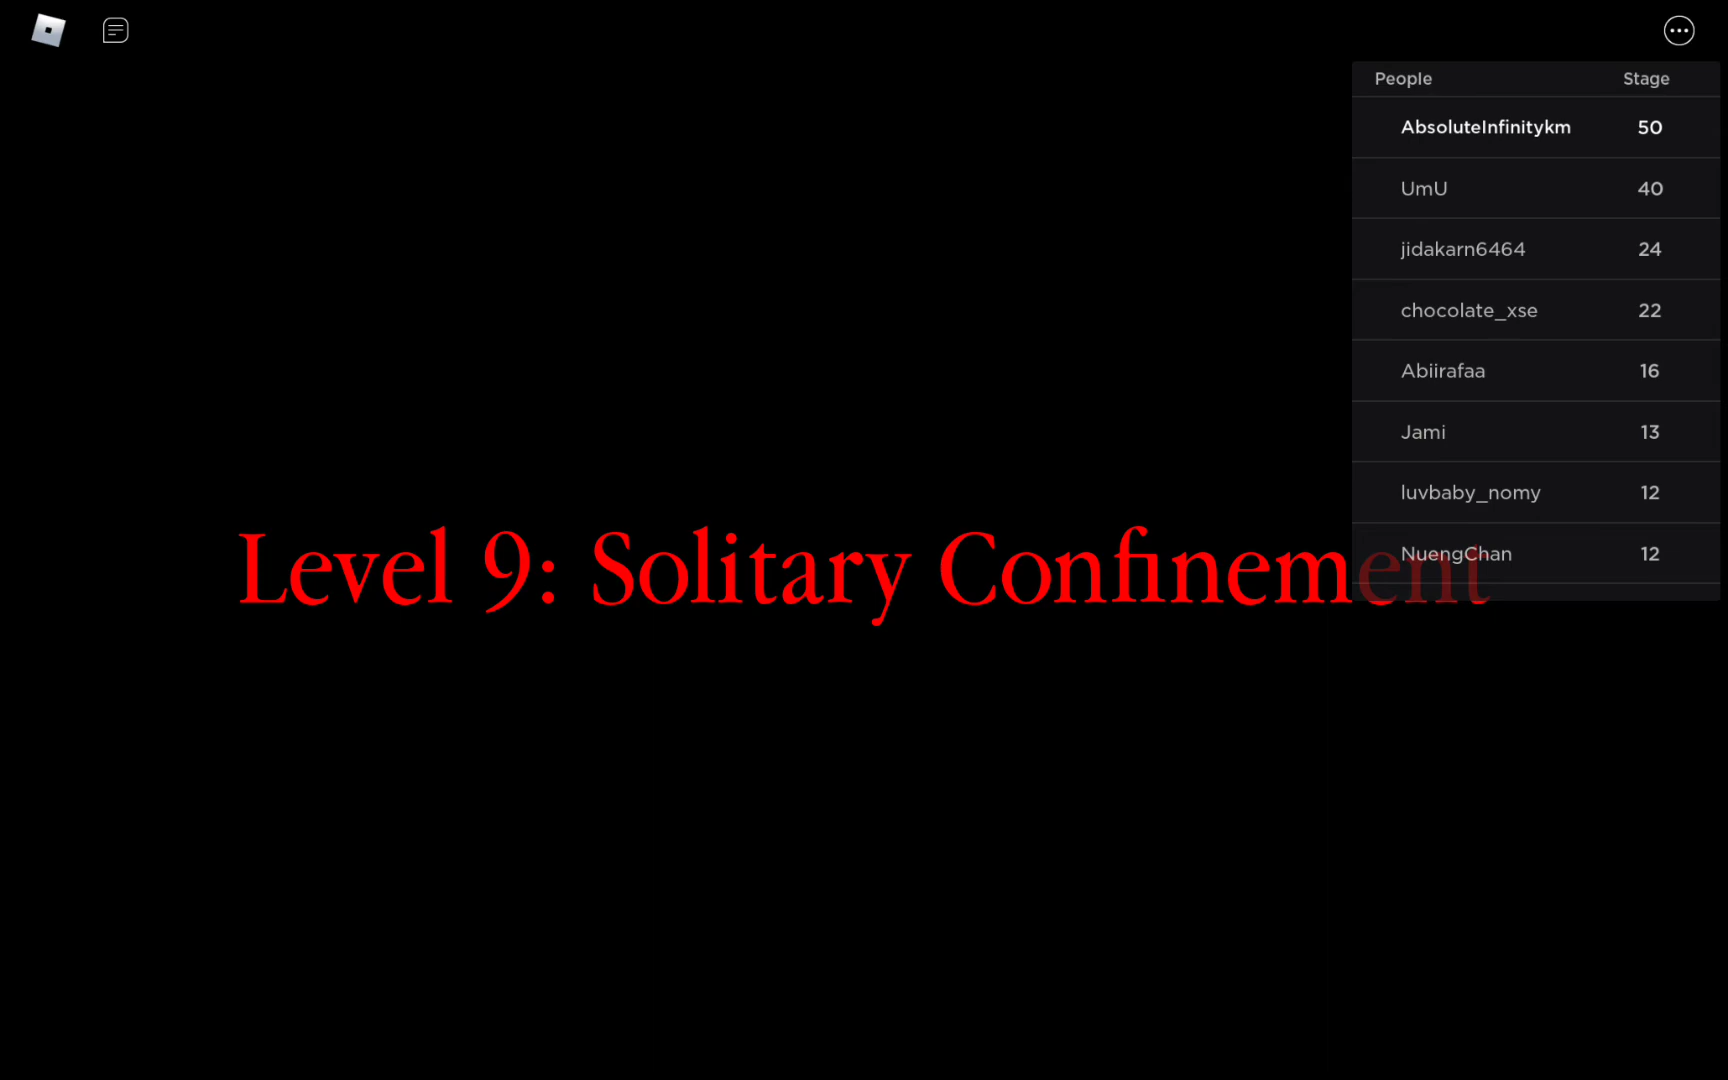 People Stage
AbsoluteInfinitykm 50
UmU 40
jidakarn6464 24
chocolate_xse 22
Abiirafaa 16
Jami 13
luvbaby_nomy 12
NuengChan 12
Level 9: Solitary Confinement